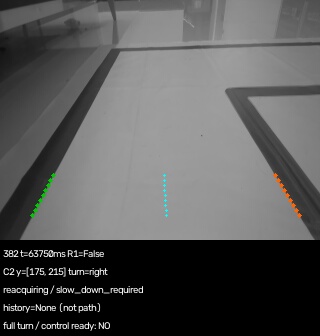 382 t=63750ms R1=False
C2 y=[175, 215] turn=right
reacquiring / slow_down_required
history=None (not path)
full turn / control ready: NO